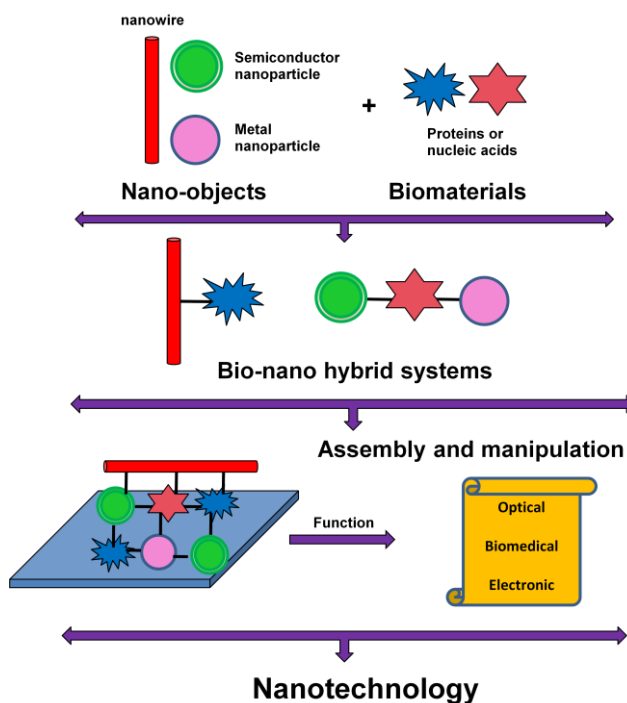 nanowire
Semiconductor
nanoparticle
+
Metal
nanoparticle
Proteins or
nucleic acids
Nano-objects
Biomaterials
Bio-nano hybrid systems
Assembly and manipulation
Function
Optical
Biomedical
Electronic
Nanotechnology